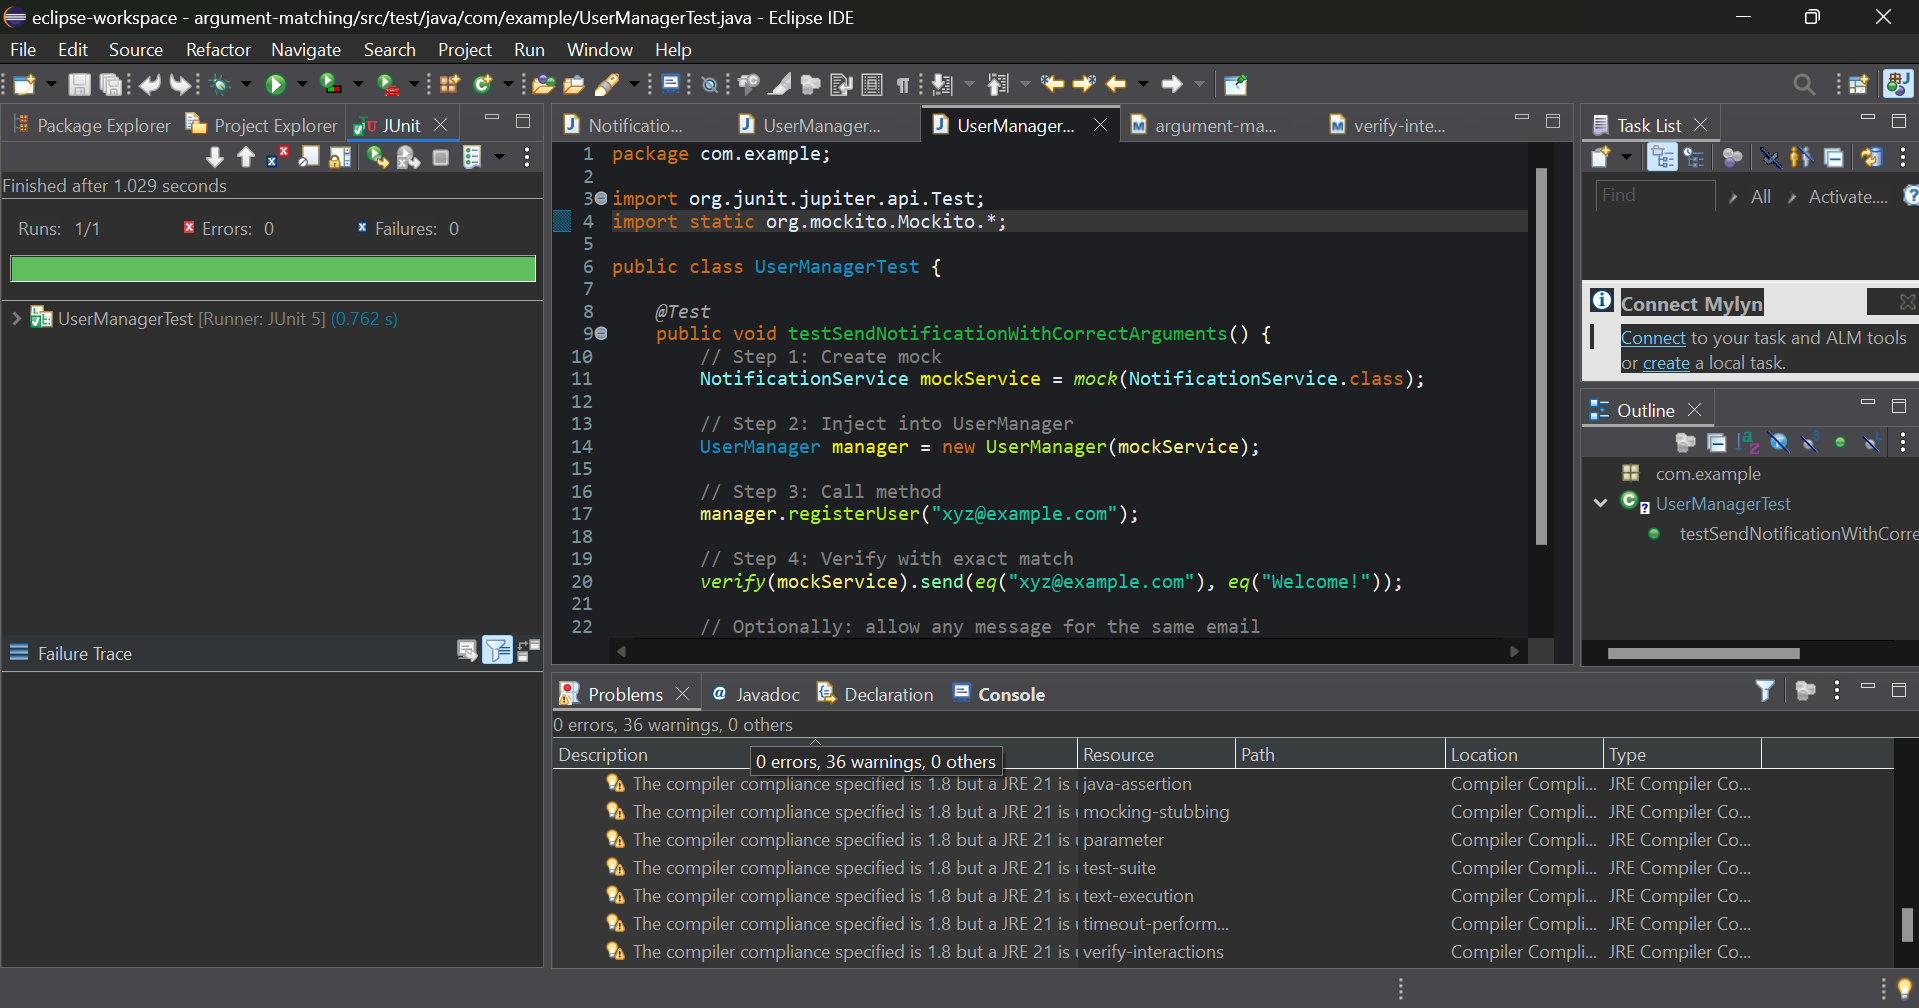 eclipse-workspace - argument-matching/src/test/java/com/example/UserManagerTest.java - Eclipse IDE
File Edit Source Refactor Navigate Search Project Run Window Help
Package Explorer Project Explorer JUnit
Finished after 1.029 seconds
Runs: 1/1 Errors: 0 Failures: 0
UserManagerTest [Runner: JUnit 5] (0.762 s)
Failure Trace
Notificatio... UserManager... UserManager... argument-ma... verify-inte...
1 package com.example;
2
3 import org.junit.jupiter.api.Test;
4 import static org.mockito.Mockito.*;
5
6 public class UserManagerTest {
7
8 @Test
9 public void testSendNotificationWithCorrectArguments() {
10 // Step 1: Create mock
11 NotificationService mockService = mock(NotificationService.class);
12
13 // Step 2: Inject into UserManager
14 UserManager manager = new UserManager(mockService);
15
16 // Step 3: Call method
17 manager.registerUser("xyz@example.com");
18
19 // Step 4: Verify with exact match
20 verify(mockService).send(eq("xyz@example.com"), eq("Welcome!"));
21
22 // Optionally: allow any message for the same email
Task List
Find All Activate....
Connect Mylyn
Connect to your task and ALM tools
or create a local task.
Outline
com.example
UserManagerTest
testSendNotificationWithCorre
Problems Javadoc Declaration Console
0 errors, 36 warnings, 0 others
Description Resource Path Location Type
0 errors, 36 warnings, 0 others
The compiler compliance specified is 1.8 but a JRE 21 is java-assertion Compiler Compli... JRE Compiler Co...
The compiler compliance specified is 1.8 but a JRE 21 is mocking-stubbing Compiler Compli... JRE Compiler Co...
The compiler compliance specified is 1.8 but a JRE 21 is parameter Compiler Compli... JRE Compiler Co...
The compiler compliance specified is 1.8 but a JRE 21 is test-suite Compiler Compli... JRE Compiler Co...
The compiler compliance specified is 1.8 but a JRE 21 is text-execution Compiler Compli... JRE Compiler Co...
The compiler compliance specified is 1.8 but a JRE 21 is timeout-perform... Compiler Compli... JRE Compiler Co...
The compiler compliance specified is 1.8 but a JRE 21 is verify-interactions Compiler Compli... JRE Compiler Co...